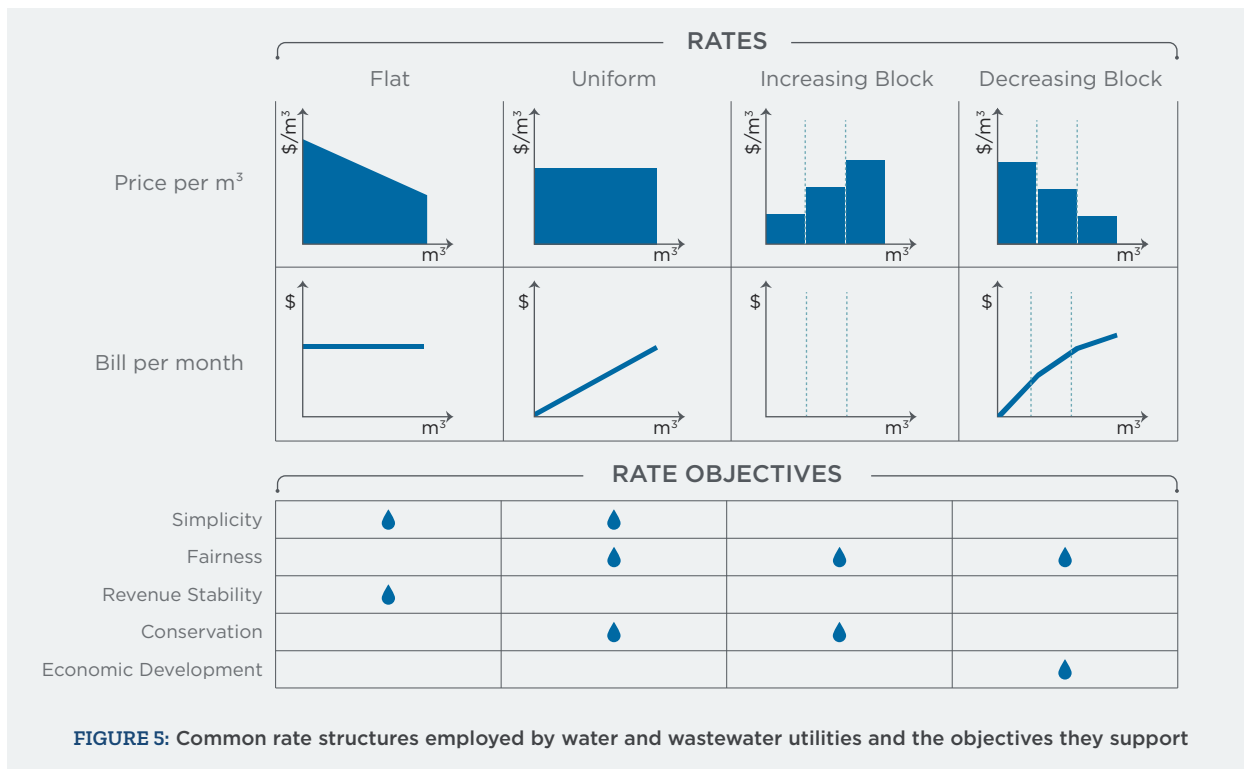 RATES
Flat
Uniform
Increasing Block
Decreasing Block
Price per m³
$/m³
m³
$/m³
m³
$/m³
m³
$/m³
m³
Bill per month
$
m³
$
m³
$
m³
$
m³
RATE OBJECTIVES
Simplicity
Fairness
Revenue Stability
Conservation
Economic Development
FIGURE 5: Common rate structures employed by water and wastewater utilities and the objectives they support